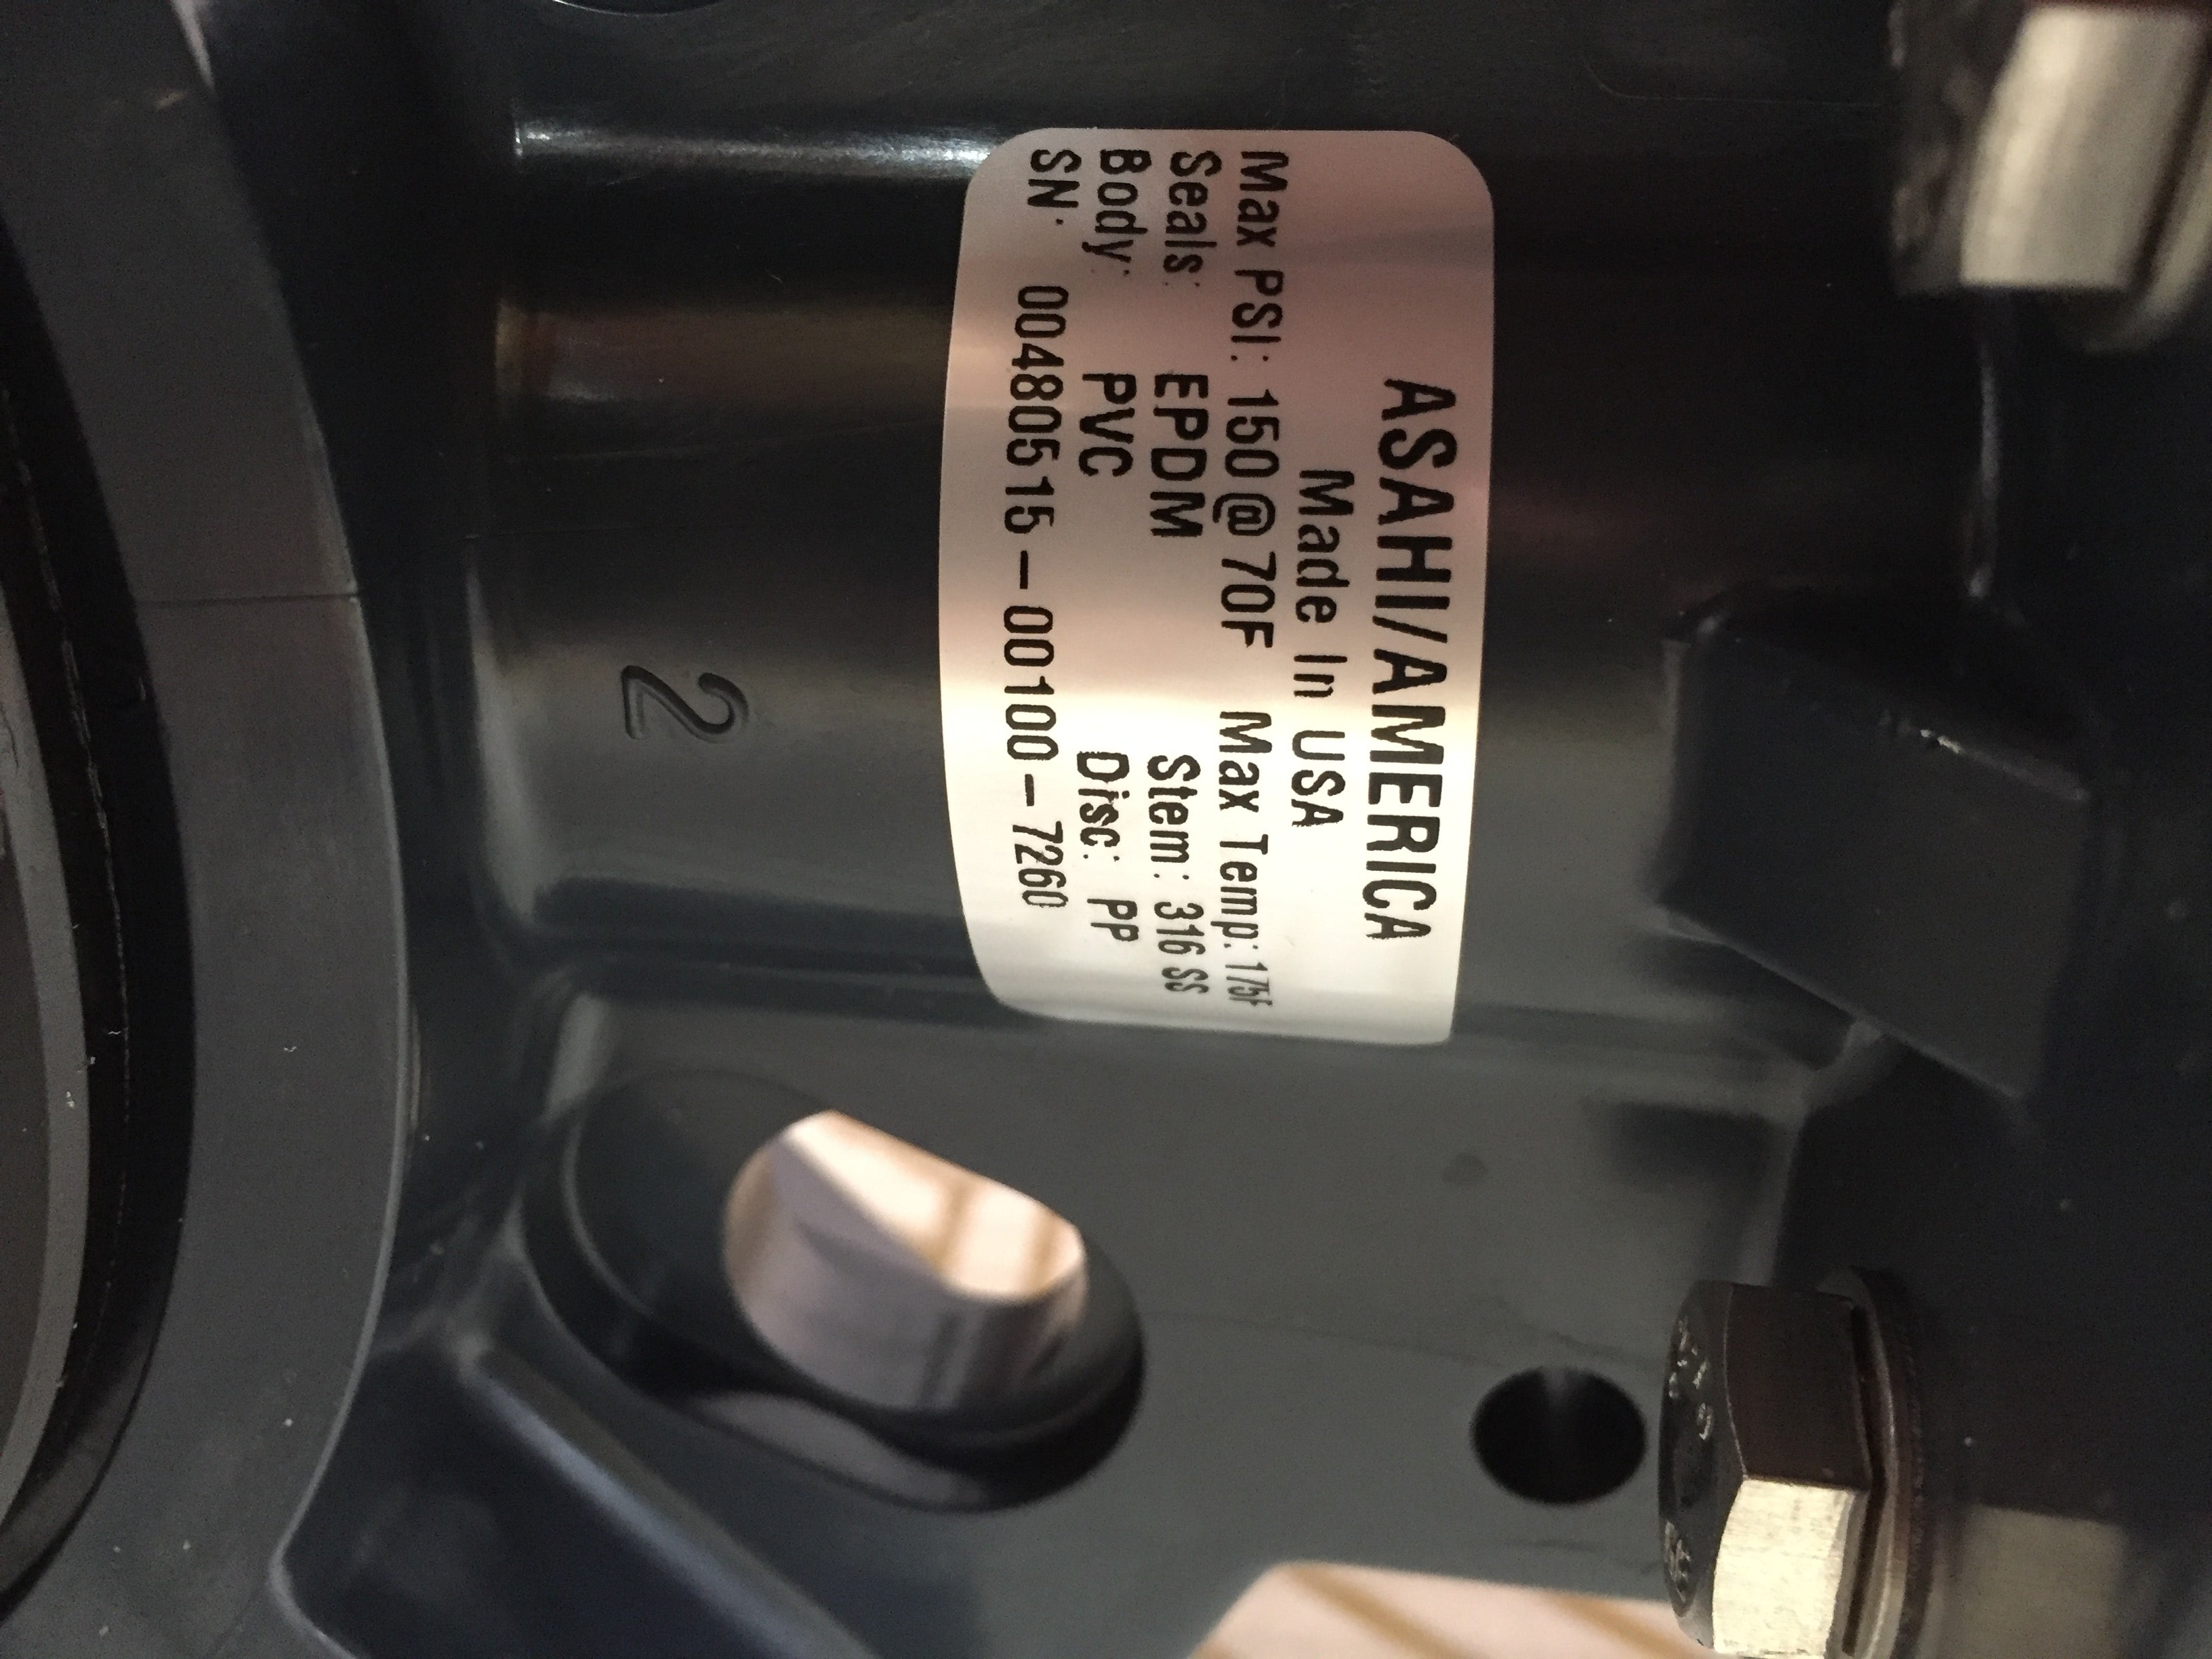 ASAHI/AMERICA
Made In USA
Max PSI: 150@70F Max Temp: 175F
Seals: EPDM Stem: 316 SS
Body: PVC Disc: PP
SN: 004805515-00100-7260
2